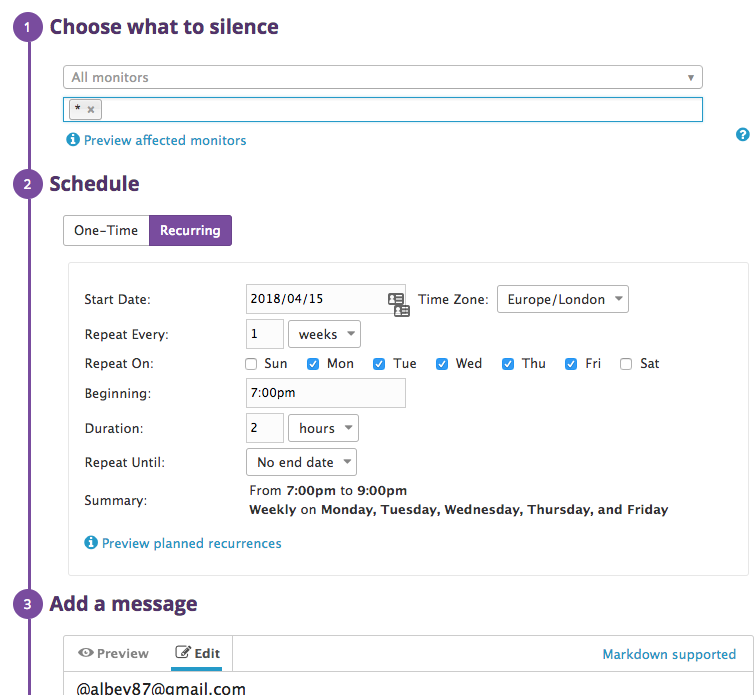 1 Choose what to silence
All monitors
* ×
Preview affected monitors
?
2 Schedule
One-Time Recurring
Start Date: 2018/04/15 Time Zone: Europe/London
Repeat Every: 1 weeks
Repeat On: Sun Mon Tue Wed Thu Fri Sat
Beginning: 7:00pm
Duration: 2 hours
Repeat Until: No end date
Summary: From 7:00pm to 9:00pm
Weekly on Monday, Tuesday, Wednesday, Thursday, and Friday
Preview planned recurrences
3 Add a message
Preview Edit Markdown supported
@albey87@gmail.com